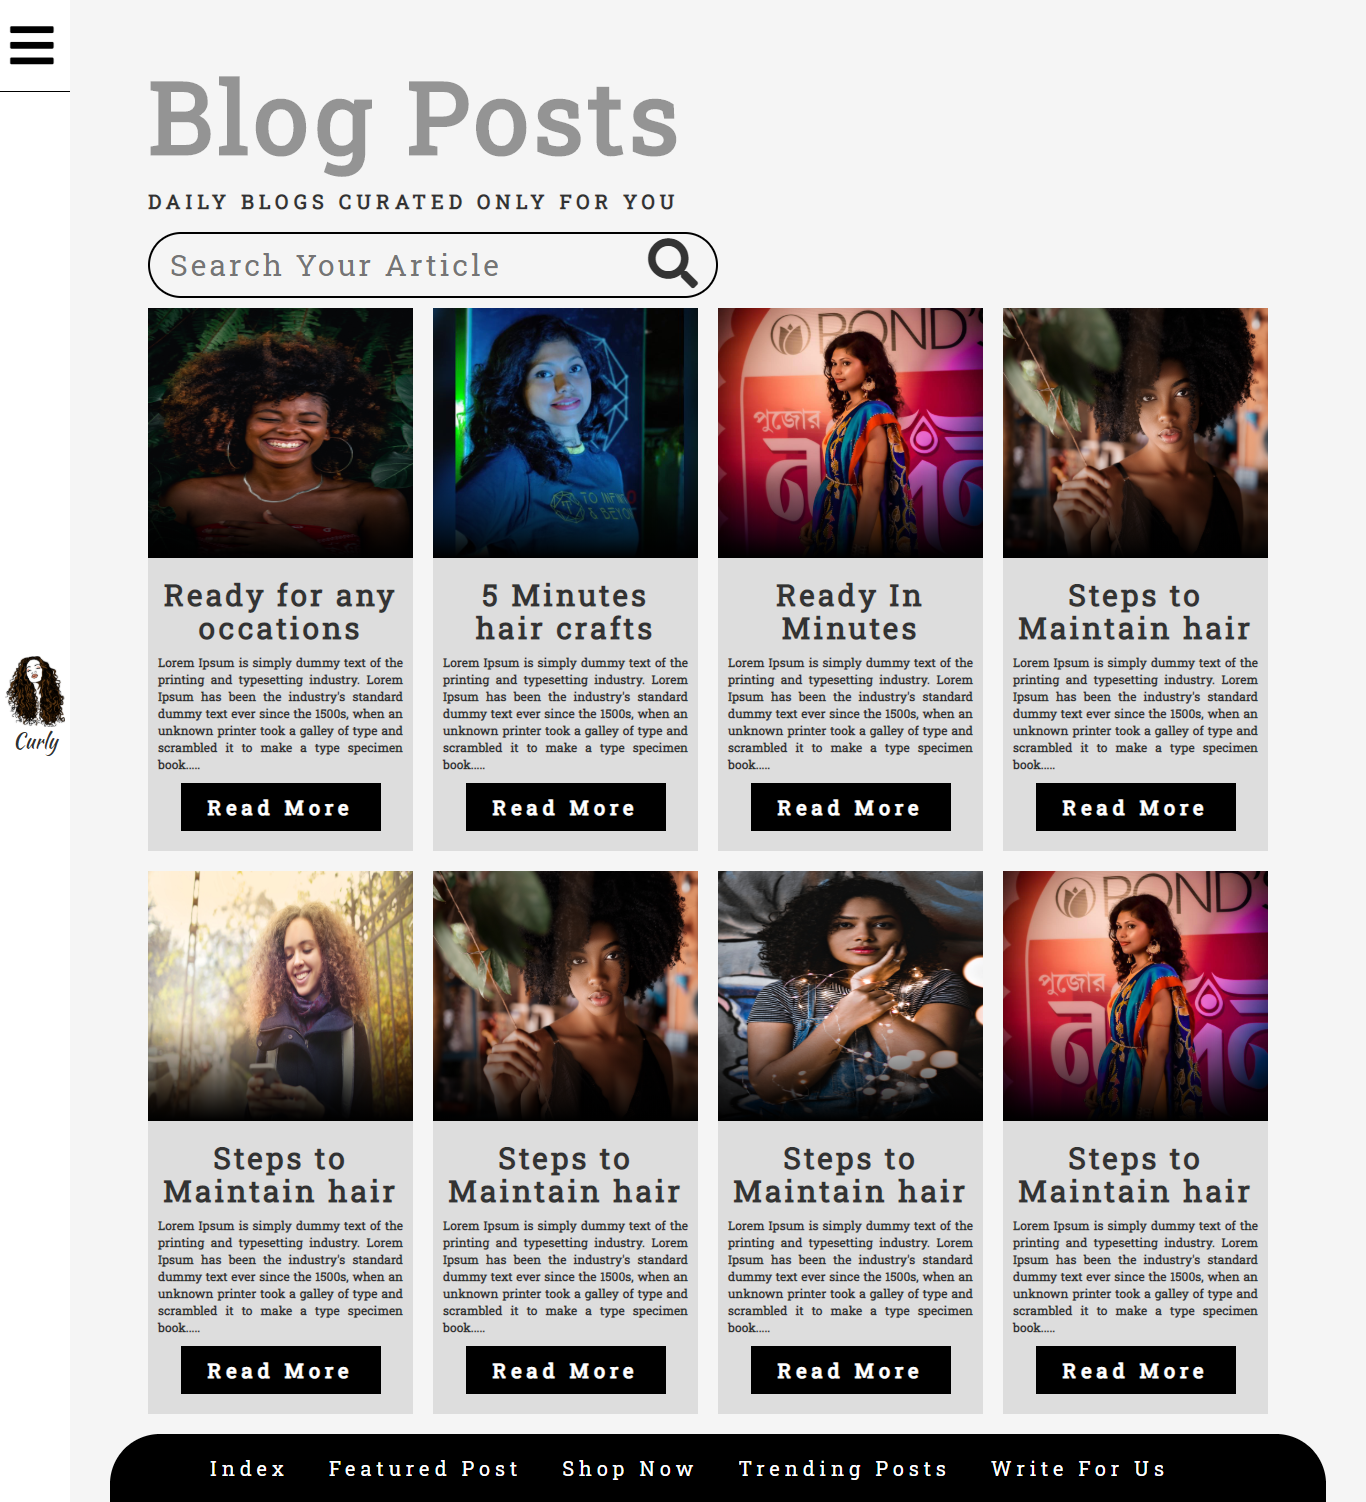 Blog Posts
DAILY BLOGS CURATED ONLY FOR YOU
Search Your Article
POND'S
পুজোর
TO INFIN
& BEYO
Ready for any
occations
Lorem Ipsum is simply dummy text of the
printing and typesetting industry. Lorem
Ipsum has been the industry's standard
dummy text ever since the 1500s, when an
unknown printer took a galley of type and
scrambled it to make a type specimen
book.....
Read More
5 Minutes
hair crafts
Lorem Ipsum is simply dummy text of the
printing and typesetting industry. Lorem
Ipsum has been the industry's standard
dummy text ever since the 1500s, when an
unknown printer took a galley of type and
scrambled it to make a type specimen
book.....
Read More
Ready In
Minutes
Lorem Ipsum is simply dummy text of the
printing and typesetting industry. Lorem
Ipsum has been the industry's standard
dummy text ever since the 1500s, when an
unknown printer took a galley of type and
scrambled it to make a type specimen
book.....
Read More
Steps to
Maintain hair
Lorem Ipsum is simply dummy text of the
printing and typesetting industry. Lorem
Ipsum has been the industry's standard
dummy text ever since the 1500s, when an
unknown printer took a galley of type and
scrambled it to make a type specimen
book.....
Read More
Curly
POND'S
পুজোর
Steps to
Maintain hair
Lorem Ipsum is simply dummy text of the
printing and typesetting industry. Lorem
Ipsum has been the industry's standard
dummy text ever since the 1500s, when an
unknown printer took a galley of type and
scrambled it to make a type specimen
book.....
Read More
Steps to
Maintain hair
Lorem Ipsum is simply dummy text of the
printing and typesetting industry. Lorem
Ipsum has been the industry's standard
dummy text ever since the 1500s, when an
unknown printer took a galley of type and
scrambled it to make a type specimen
book.....
Read More
Steps to
Maintain hair
Lorem Ipsum is simply dummy text of the
printing and typesetting industry. Lorem
Ipsum has been the industry's standard
dummy text ever since the 1500s, when an
unknown printer took a galley of type and
scrambled it to make a type specimen
book.....
Read More
Steps to
Maintain hair
Lorem Ipsum is simply dummy text of the
printing and typesetting industry. Lorem
Ipsum has been the industry's standard
dummy text ever since the 1500s, when an
unknown printer took a galley of type and
scrambled it to make a type specimen
book.....
Read More
Index Featured Post Shop Now Trending Posts Write For Us